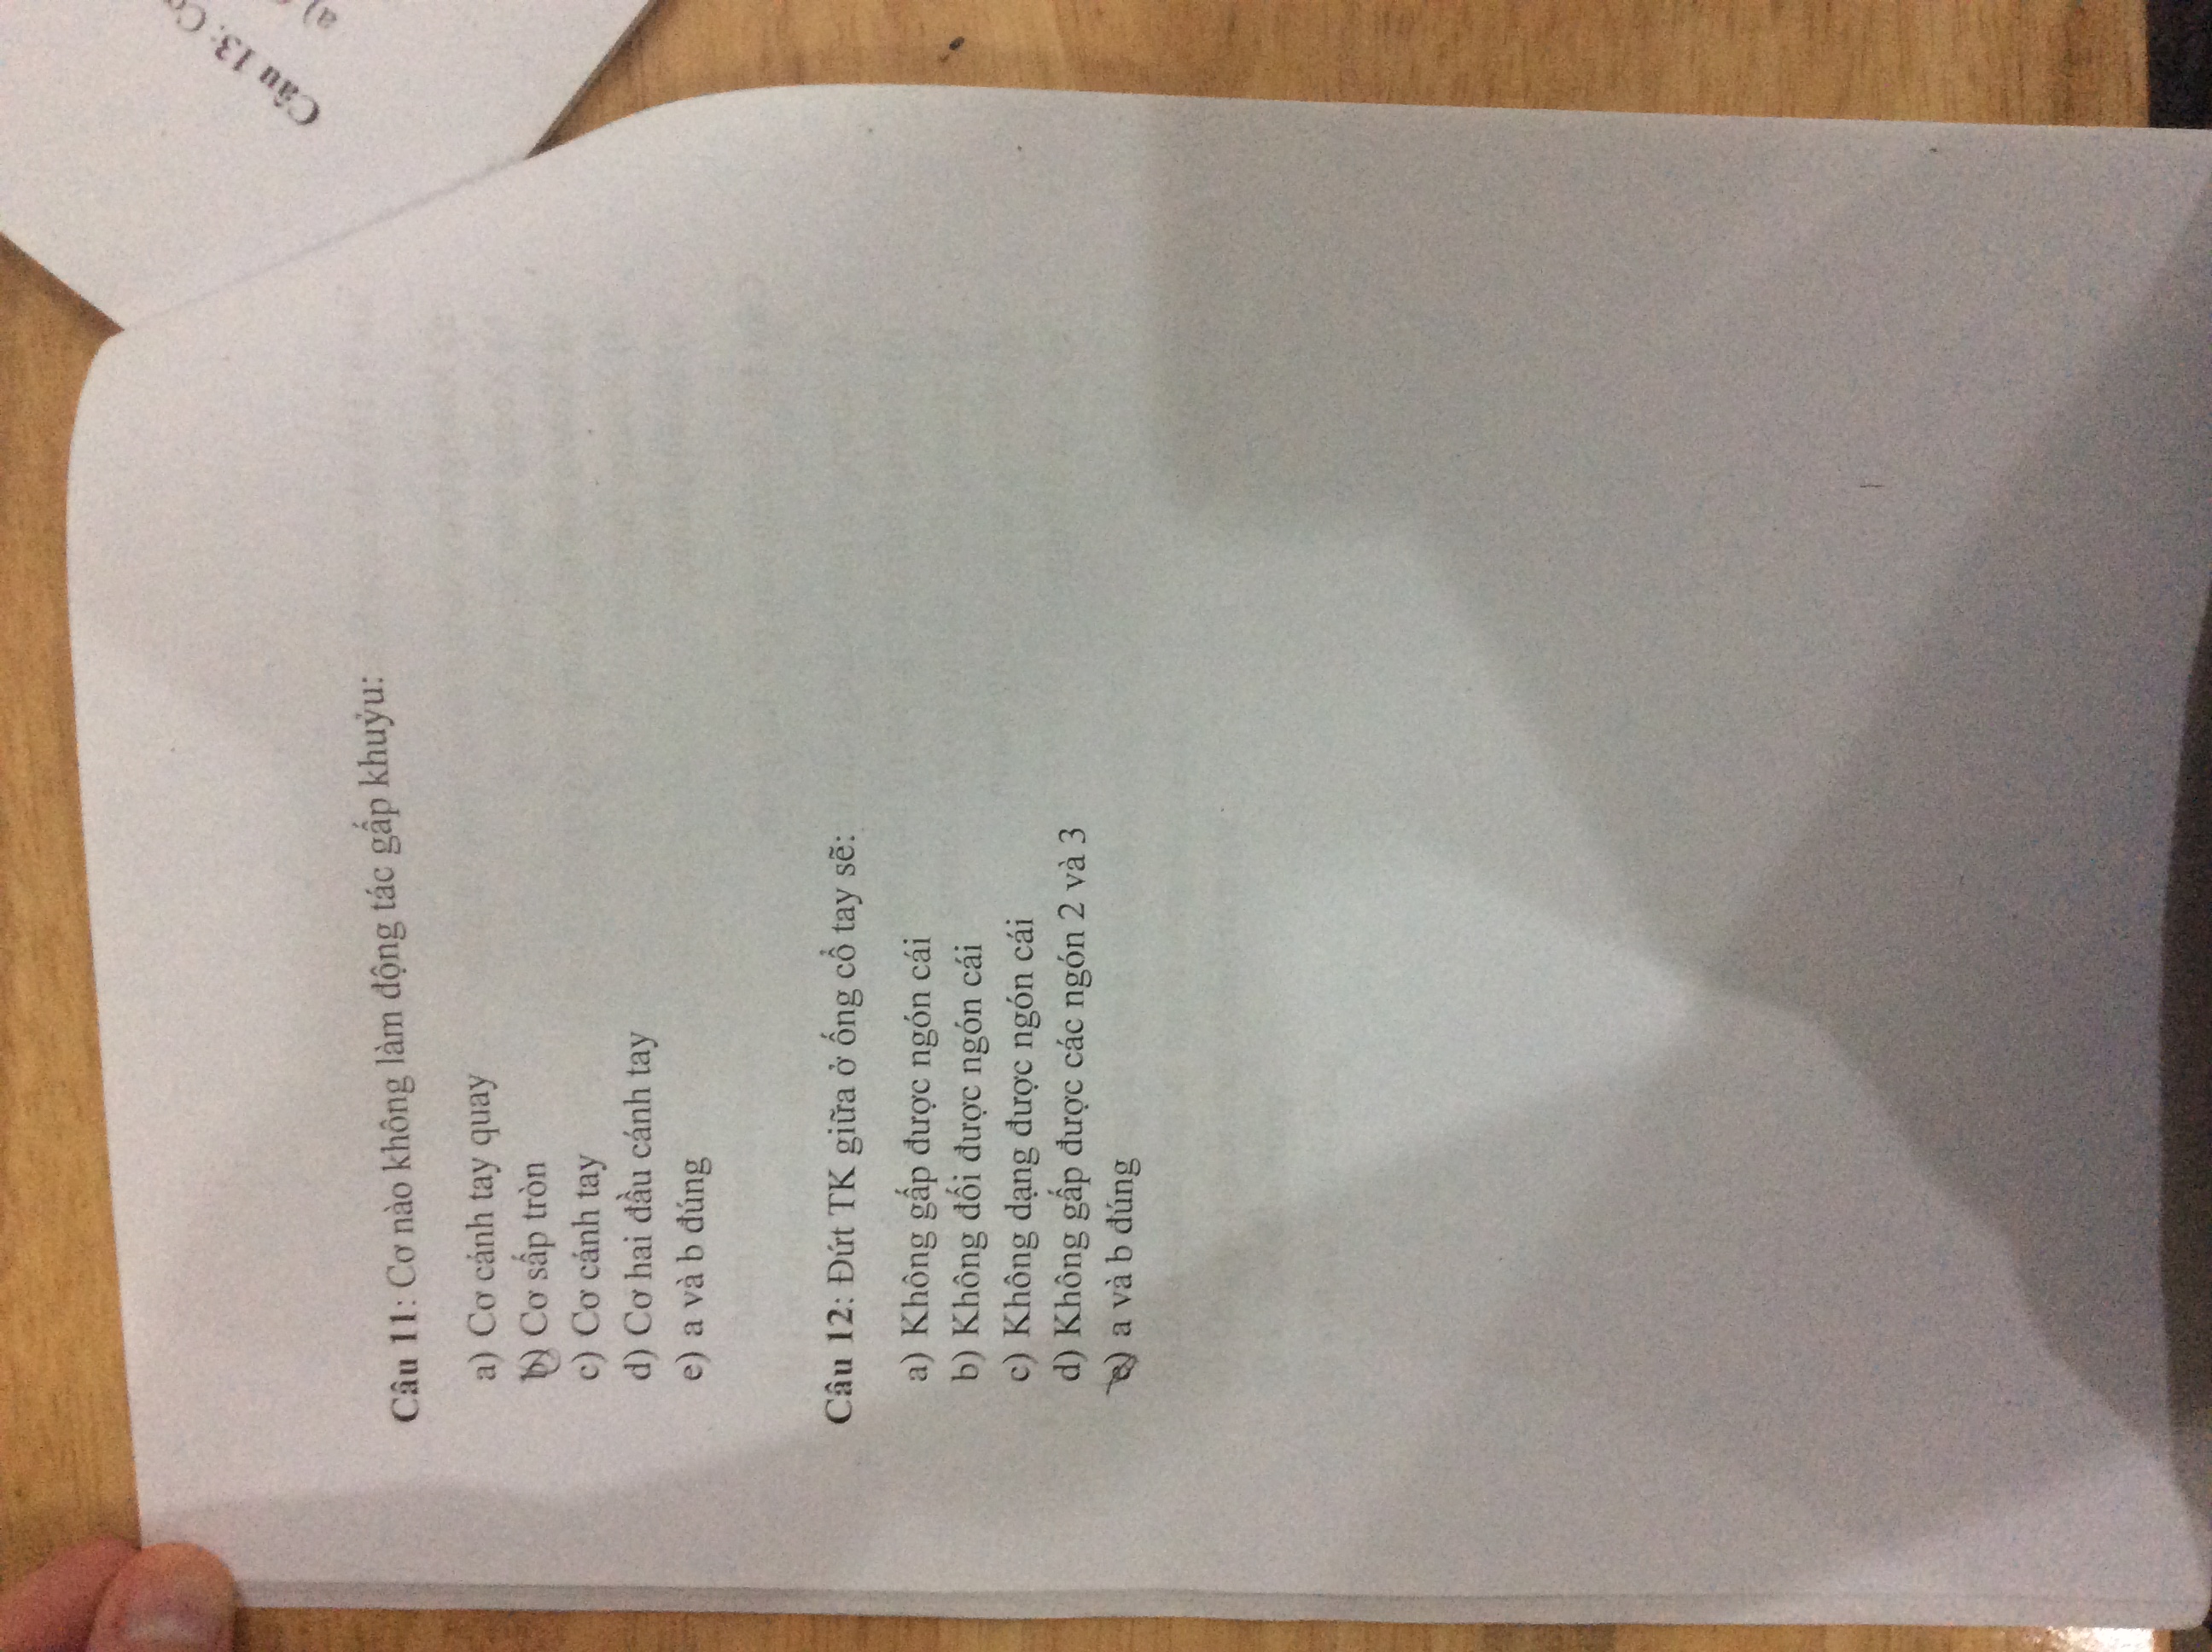 Câu 11: Cơ nào không làm động tác gấp khuỷu:
a) Cơ cánh tay quay
b) Cơ sấp tròn
c) Cơ cánh tay
d) Cơ hai đầu cánh tay
e) a và b đúng
Câu 12: Đứt TK giữa ở ống cổ tay sẽ:
a) Không gấp được ngón cái
b) Không đối được ngón cái
c) Không dạng được ngón cái
d) Không gấp được các ngón 2 và 3
e) a và b đúng
Câu 13: Cơ
a)